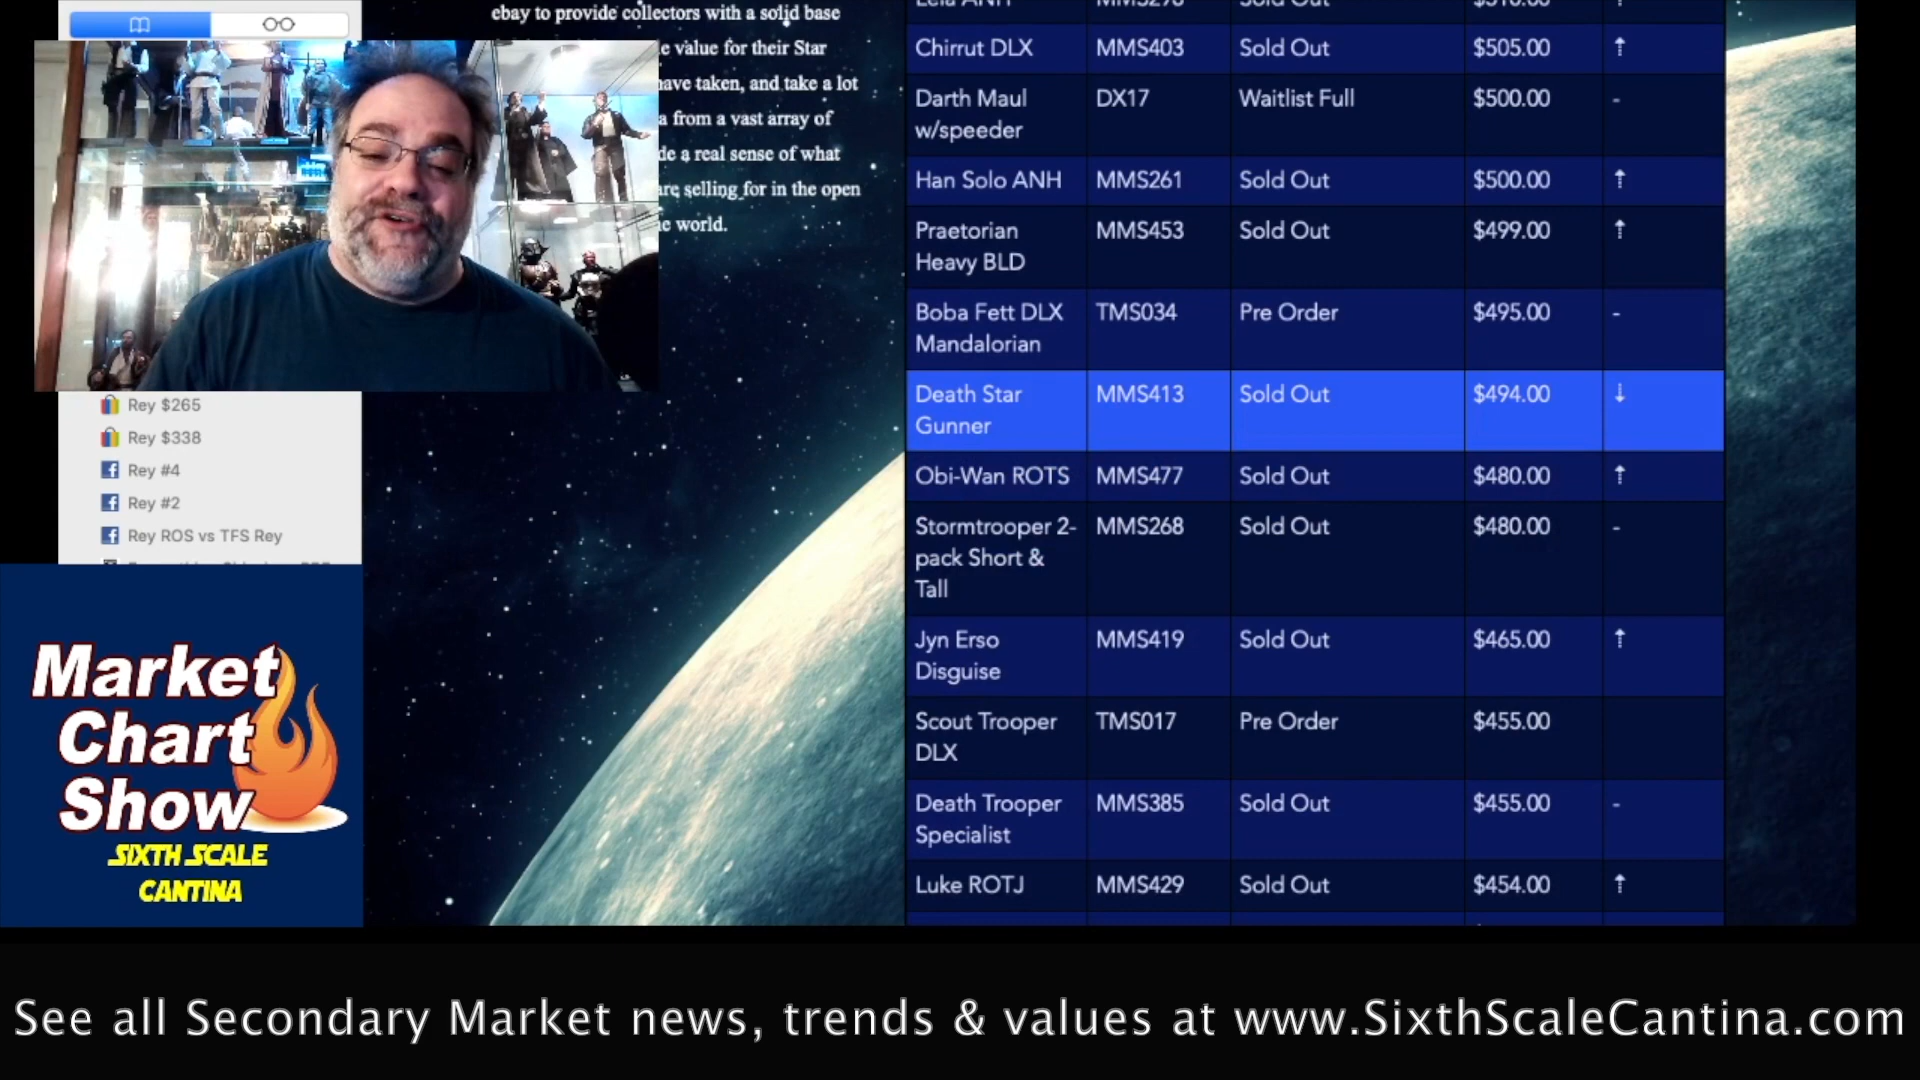 ebay to provide collectors with a solid base
e value for their Star
have taken, and take a lot
a from a vast array of
de a real sense of what
are selling for in the open
e world.
Leia ANH MMS298 Sold Out $510.00 ↑
Chirrut DLX MMS403 Sold Out $505.00 ↑
Darth Maul DX17 Waitlist Full $500.00 -
w/speeder
Han Solo ANH MMS261 Sold Out $500.00 ↑
Praetorian MMS453 Sold Out $499.00 ↑
Heavy BLD
Boba Fett DLX TMS034 Pre Order $495.00 -
Mandalorian
Death Star MMS413 Sold Out $494.00 ↓
Gunner
Obi-Wan ROTS MMS477 Sold Out $480.00 ↑
Stormtrooper 2- MMS268 Sold Out $480.00 -
pack Short &
Tall
Jyn Erso MMS419 Sold Out $465.00 ↑
Disguise
Scout Trooper TMS017 Pre Order $455.00
DLX
Death Trooper MMS385 Sold Out $455.00 -
Specialist
Luke ROTJ MMS429 Sold Out $454.00 ↑
Rey $265
Rey $338
Rey #4
Rey #2
Rey ROS vs TFS Rey
Market
Chart
Show
SIXTH SCALE
CANTINA
See all Secondary Market news, trends & values at www.SixthScaleCantina.com